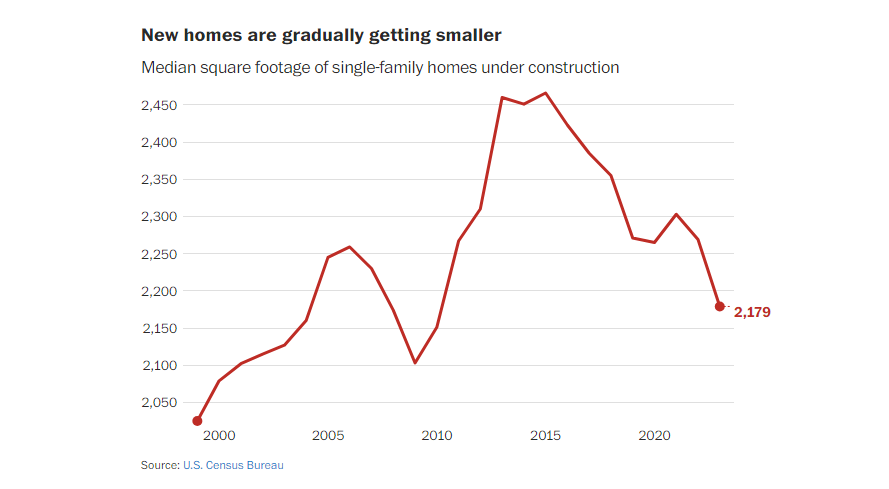 New homes are gradually getting smaller
Median square footage of single-family homes under construction
2,450
2,400
2,350
2,300
2,250
2,200
2,150
2,100
2,050
2,179
2000 2005 2010 2015 2020
Source: U.S. Census Bureau